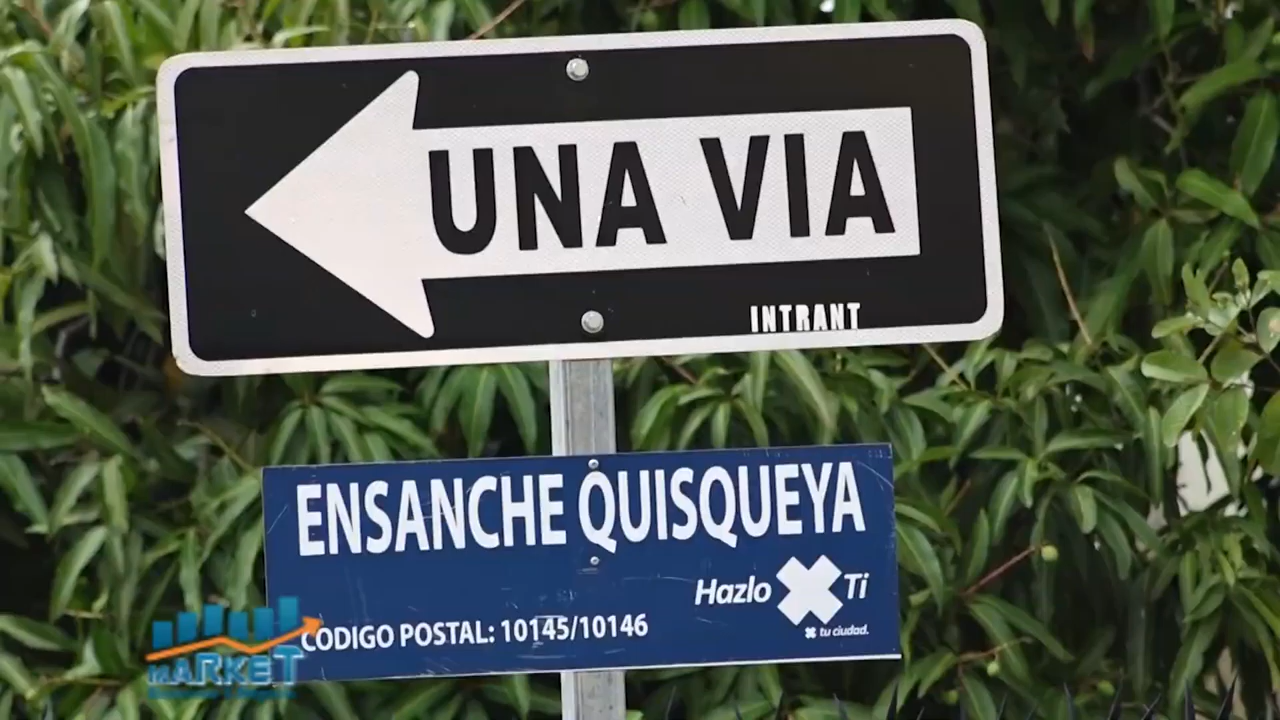 UNA VIA
INTRANT
ENSANCHE QUISQUEYA
Hazlo X Ti
x tu ciudad.
CODIGO POSTAL: 10145/10146
MARKET